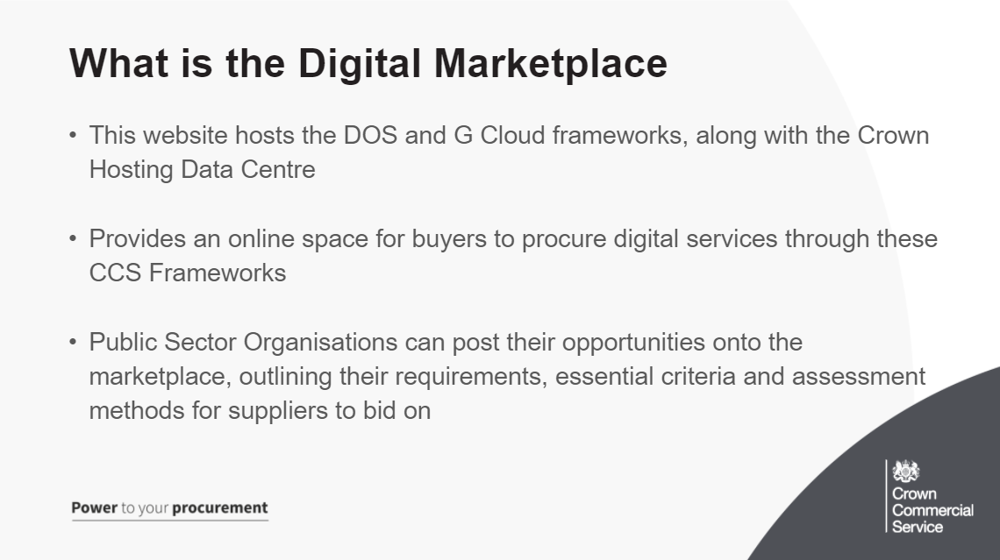 What is the Digital Marketplace
• This website hosts the DOS and G Cloud frameworks, along with the Crown
Hosting Data Centre
• Provides an online space for buyers to procure digital services through these
CCS Frameworks
• Public Sector Organisations can post their opportunities onto the
marketplace, outlining their requirements, essential criteria and assessment
methods for suppliers to bid on
Power to your procurement
Crown
Commercial
Service